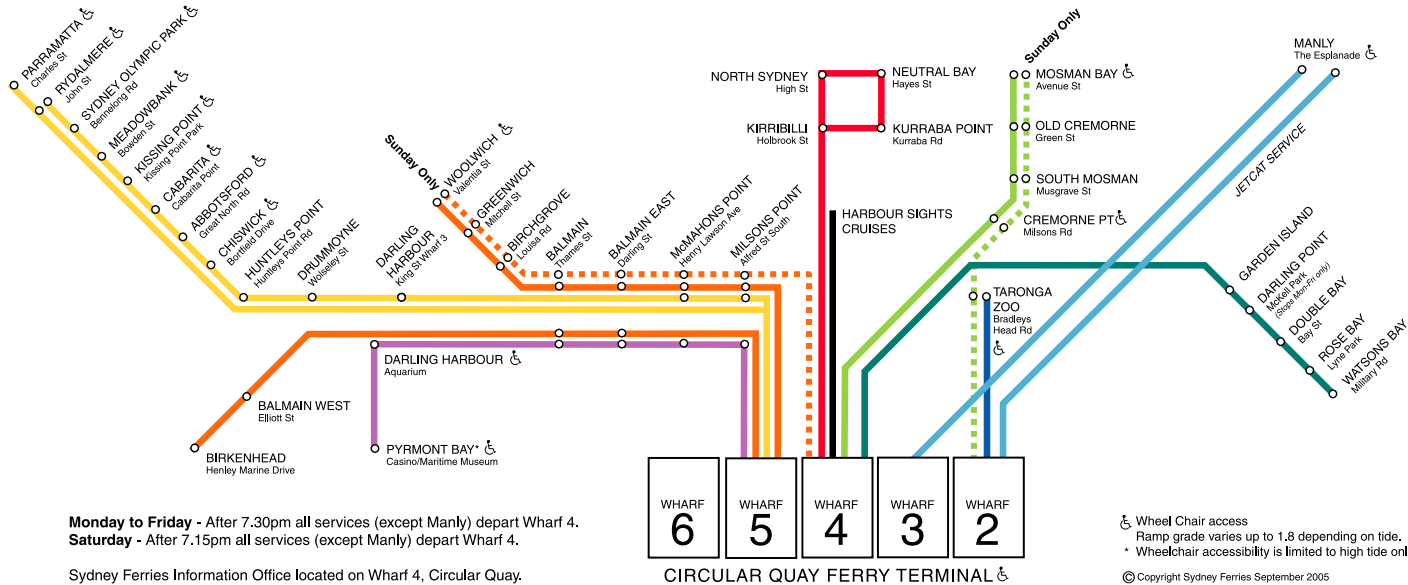 PARRAMATTA
Charles St
RYDALMERE
John St
SYDNEY OLYMPIC PARK
Bennelong Rd
MEADOWBANK
Bowden St
KISSING POINT
Kissing Point Park
CABARITA
Cabarita Point
ABBOTSFORD
Great North Rd
CHISWICK
Bortfield Drive
HUNTLEYS POINT
Huntleys Point Rd
DRUMMOYNE
Wolseley St
DARLING
HARBOUR
King St Wharf 3
Sunday Only
WOOLWICH
Valentia St
GREENWICH
Mitchell St
BIRCHGROVE
Louisa Rd
BALMAIN
Thames St
BALMAIN EAST
Darling St
McMAHONS POINT
Henry Lawson Ave
MILSONS POINT
Alfred St South
NORTH SYDNEY
High St
NEUTRAL BAY
Hayes St
KIRRIBILLI
Holbrook St
KURRABA POINT
Kurraba Rd
HARBOUR SIGHTS
CRUISES
Sunday Only
MOSMAN BAY
Avenue St
OLD CREMORNE
Green St
SOUTH MOSMAN
Musgrave St
CREMORNE PT
Milsons Rd
TARONGA
ZOO
Bradleys
Head Rd
MANLY
The Esplanade
JETCAT SERVICE
GARDEN ISLAND
DARLING POINT
McKell Park
(Stops Mon-Fri only)
DOUBLE BAY
Bay St
ROSE BAY
Lyne Park
WATSONS BAY
Military Rd
DARLING HARBOUR
Aquarium
BALMAIN WEST
Elliott St
BIRKENHEAD
Henley Marine Drive
PYRMONT BAY*
Casino/Maritime Museum
WHARF
6
WHARF
5
WHARF
4
WHARF
3
WHARF
2
CIRCULAR QUAY FERRY TERMINAL
Monday to Friday - After 7.30pm all services (except Manly) depart Wharf 4.
Saturday - After 7.15pm all services (except Manly) depart Wharf 4.
Sydney Ferries Information Office located on Wharf 4, Circular Quay.
Wheel Chair access
Ramp grade varies up to 1.8 depending on tide.
* Wheelchair accessibility is limited to high tide onl
© Copyright Sydney Ferries September 2005